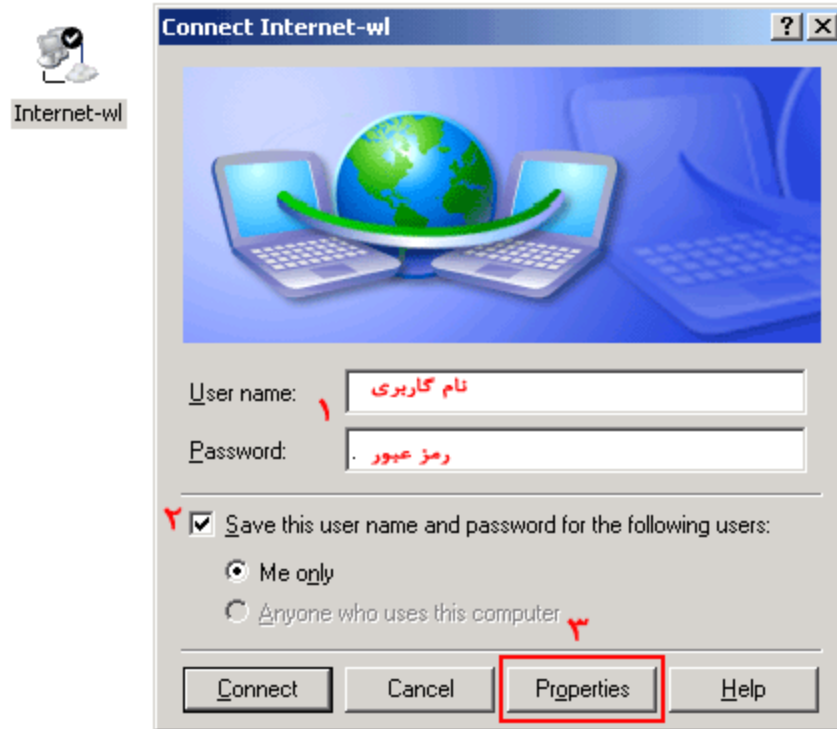 Connect Internet-wl
Internet-wl
User name:
نام کاربری
۱
Password:
رمز عبور
۲
Save this user name and password for the following users:
Me only
Anyone who uses this computer
۳
Connect
Cancel
Properties
Help